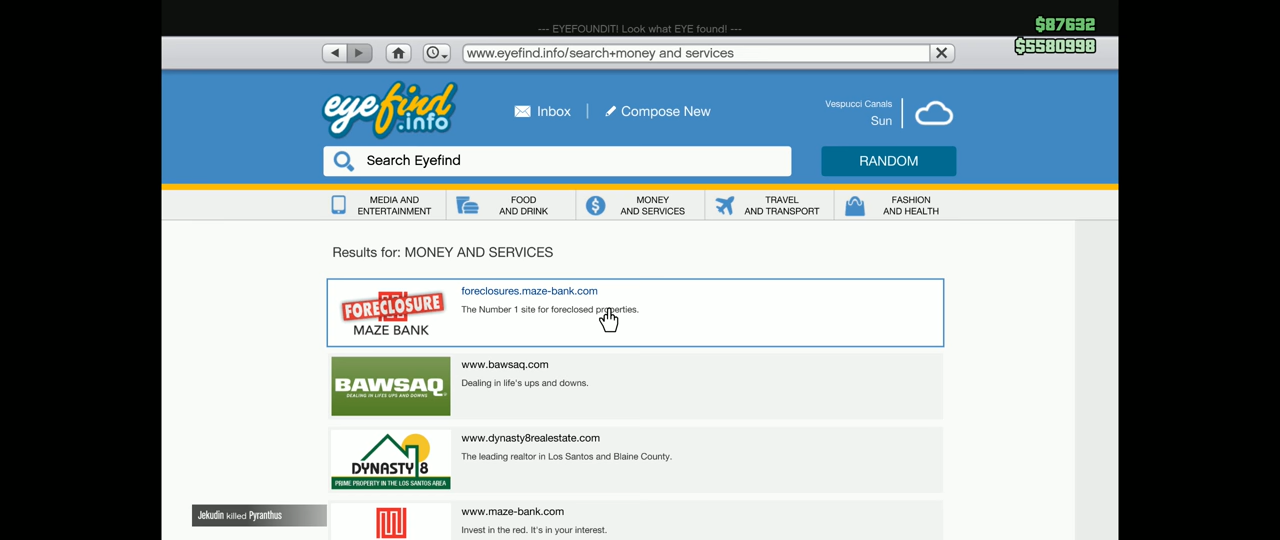 --- EYEFOUNDIT! Look what EYE found! ---
$87632
$5580998
www.eyefind.info/search+money and services
eyefind
.info
Inbox
Compose New
Vespucci Canals
Sun
Search Eyefind
RANDOM
MEDIA AND
ENTERTAINMENT
FOOD
AND DRINK
MONEY
AND SERVICES
TRAVEL
AND TRANSPORT
FASHION
AND HEALTH
Results for: MONEY AND SERVICES
FORECLOSURE
MAZE BANK
foreclosures.maze-bank.com
The Number 1 site for foreclosed properties.
BAWSAQ
DEALING IN LIFES UPS AND DOWNS
www.bawsaq.com
Dealing in life's ups and downs.
DYNASTY 8
PRIME PROPERTY IN THE LOS SANTOS AREA
www.dynasty8realestate.com
The leading realtor in Los Santos and Blaine County.
www.maze-bank.com
Invest in the red. It's in your interest.
Jekudin killed Pyranthus